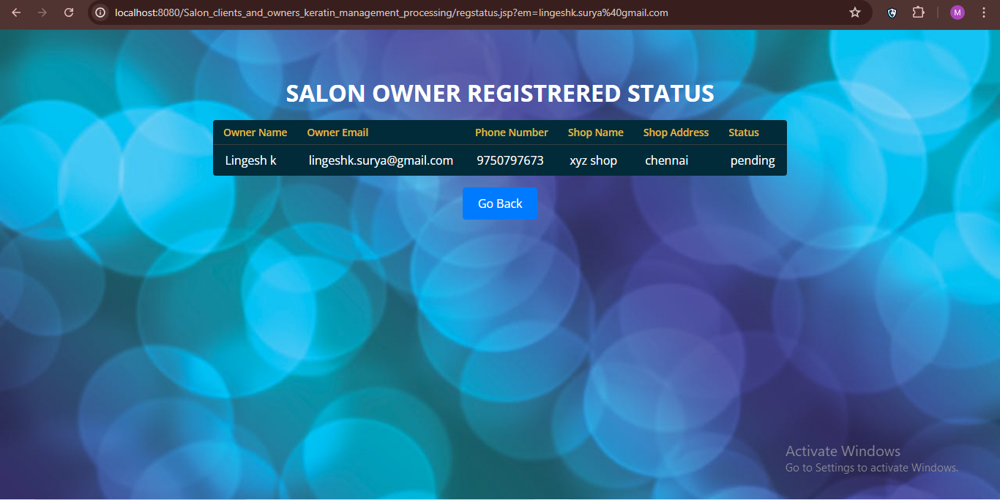 localhost:8080/Salon_clients_and_owners_keratin_management_processing/regstatus.jsp?em=lingeshk.surya%40gmail.com
M
SALON OWNER REGISTRERED STATUS
Owner Name Owner Email Phone Number Shop Name Shop Address Status
Lingesh k lingeshk.surya@gmail.com 9750797673 xyz shop chennai pending
Go Back
Activate Windows
Go to Settings to activate Windows.